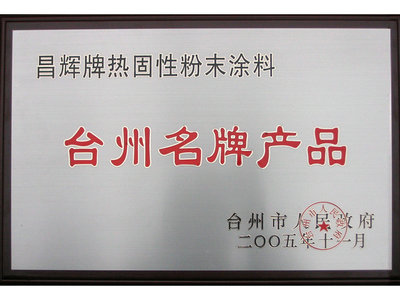 昌辉牌热固性粉末涂料
台州名牌产品
台州市人民政府
二〇〇五年十一月